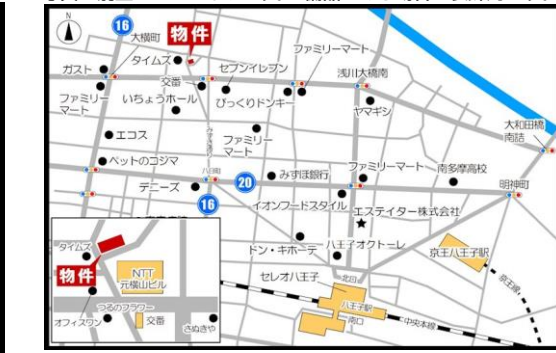 N
16
大横町
物件
タイムズ
ファミリーマート
ガスト
交番
セブンイレブン
浅川大橋南
ファミリー
マート
いちょうホール
びっくりドンキー
ヤマギシ
大和田橋
南詰
エコス
ファミリー
マート
ペットのコジマ
八日町
みずほ銀行
ファミリーマート
南多摩高校
デニーズ
20
明神町
16
イオンフードスタイル
エステイター株式会社
ドン・キホーテ
八王子オクトーレ
京王八王子駅
セレオ八王子
北口
京王線
八王子駅
南口
中央本線
タイムズ
物件
NTT
元横山ビル
つるのフラワー
オフィスワン
交番
さぬきや